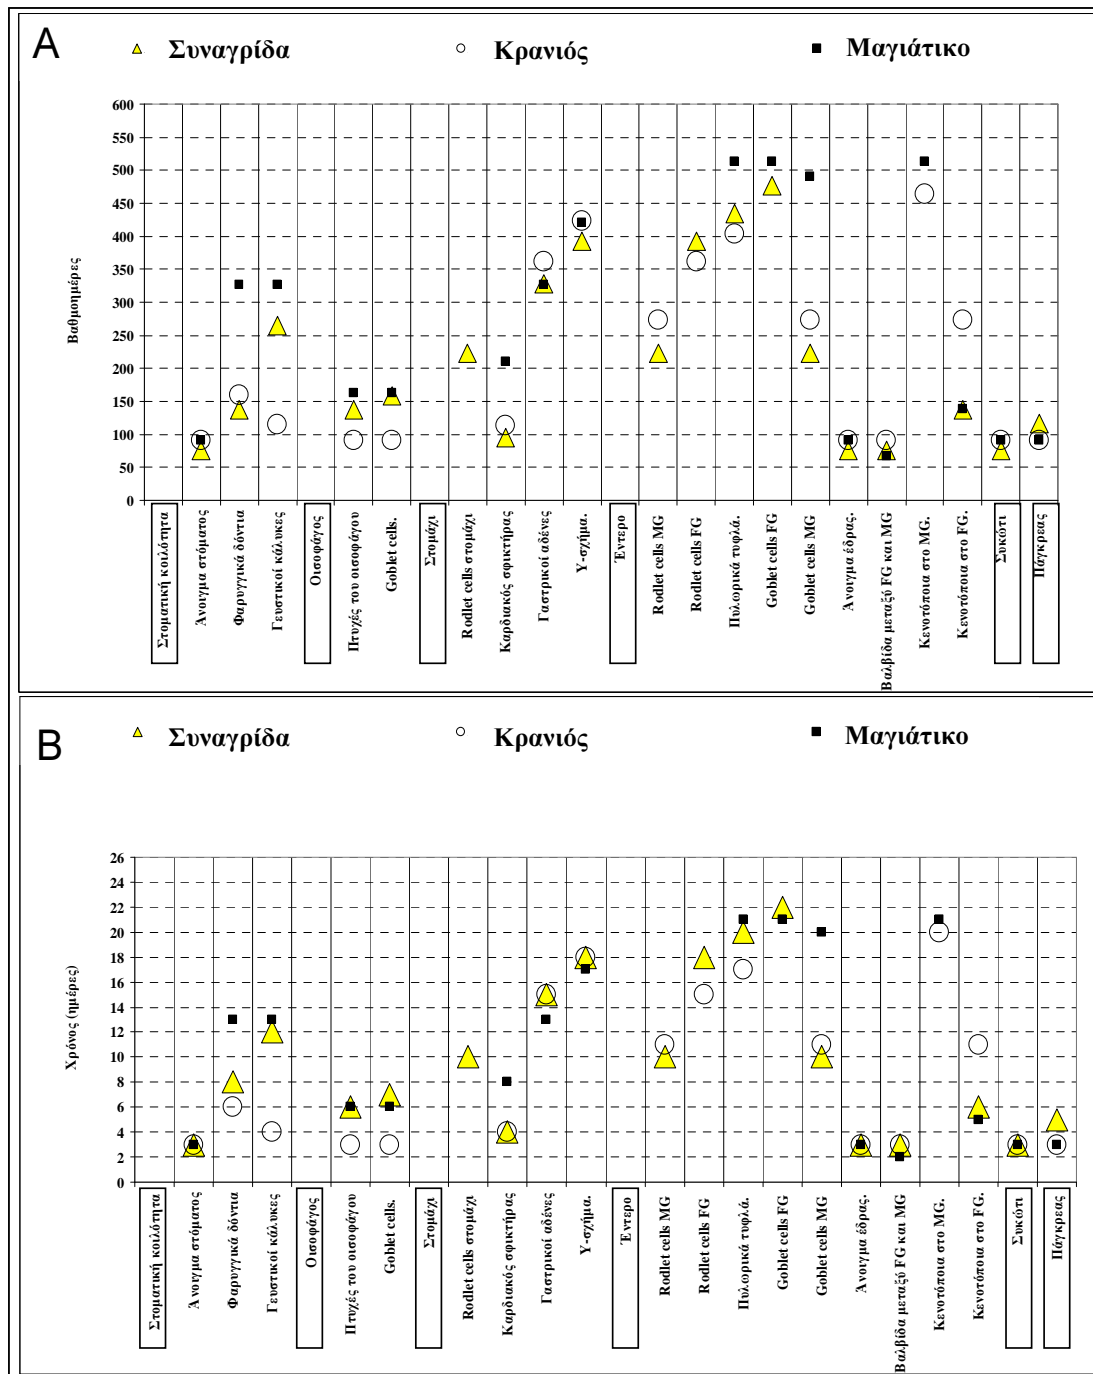 A
Συναγρίδα Κρανιός Μαγιάτικο
600
550
500
450
400
350
300
250
200
150
100
50
0
Βαθμοημέρες
Στοματική κοιλότητα
Άνοιγμα στόματος
Φαρυγγικά δόντια
Γευστικοί κάλυκες
Οισοφάγος
Πτυχές του οισοφάγου
Goblet cells.
Στομάχι
Rodlet cells στομάχι
Καρδιακός σφικτήρας
Γαστρικοί αδένες
Υ-σχήμα.
Έντερο
Rodlet cells MG
Rodlet cells FG
Πυλορικά τυφλά.
Goblet cells FG
Goblet cells MG
Άνοιγμα έδρας.
Βαλβίδα μεταξύ FG και MG
Κενοτόποια στο MG.
Κενοτόποια στο FG.
Συκώτι
Πάγκρεας
B
Συναγρίδα Κρανιός Μαγιάτικο
26
24
22
20
18
16
14
12
10
8
6
4
2
0
Χρόνος (ημέρες)
Στοματική κοιλότητα
Άνοιγμα στόματος
Φαρυγγικά δόντια
Γευστικοί κάλυκες
Οισοφάγος
Πτυχές του οισοφάγου
Goblet cells.
Στομάχι
Rodlet cells στομάχι
Καρδιακός σφικτήρας
Γαστρικοί αδένες
Υ-σχήμα.
Έντερο
Rodlet cells MG
Rodlet cells FG
Πυλορικά τυφλά.
Goblet cells FG
Goblet cells MG
Άνοιγμα έδρας.
Βαλβίδα μεταξύ FG και MG
Κενοτόποια στο MG.
Κενοτόποια στο FG.
Συκώτι
Πάγκρεας